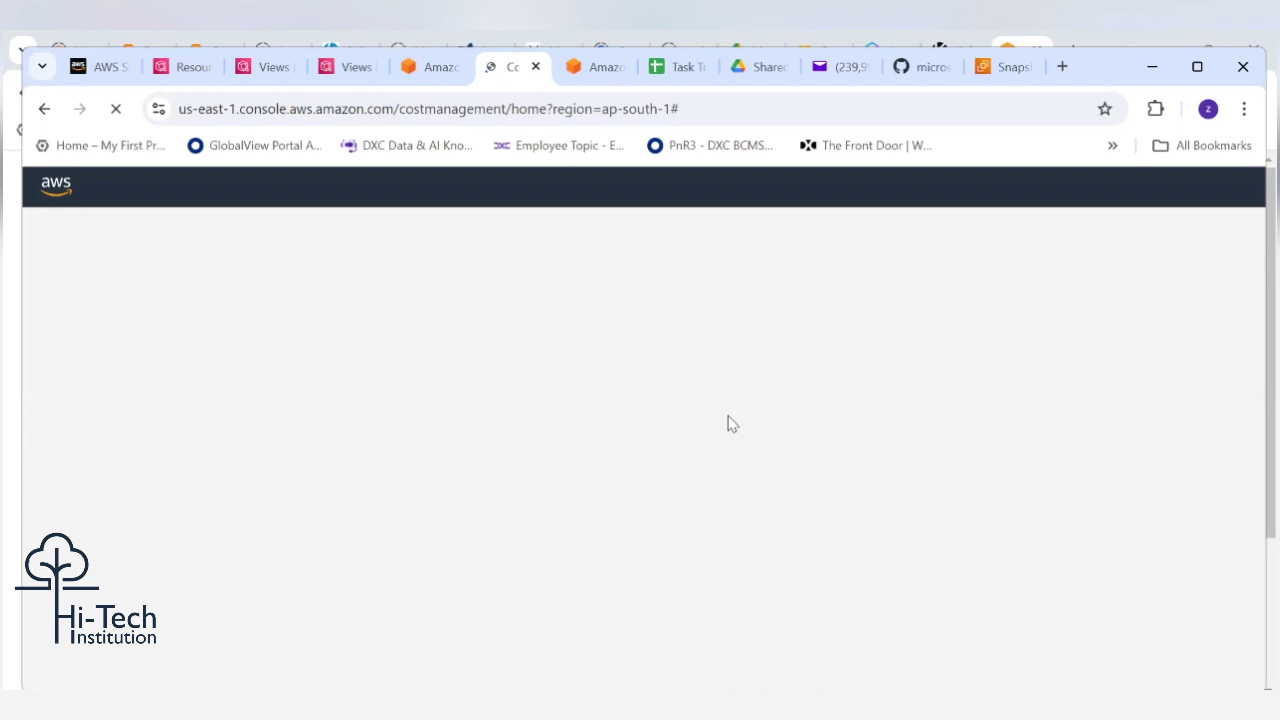 AWS S
Resour
Views
Views
Amazo
Cc
Amazo
Task Tr
Shared
(239,9
micros
Snaps
us-east-1.console.aws.amazon.com/costmanagement/home?region=ap-south-1#
z
Home – My First Pr...
GlobalView Portal A...
DXC Data & AI Kno...
Employee Topic - E...
PnR3 - DXC BCMS...
The Front Door | W...
»
All Bookmarks
aws
Hi-Tech
Institution